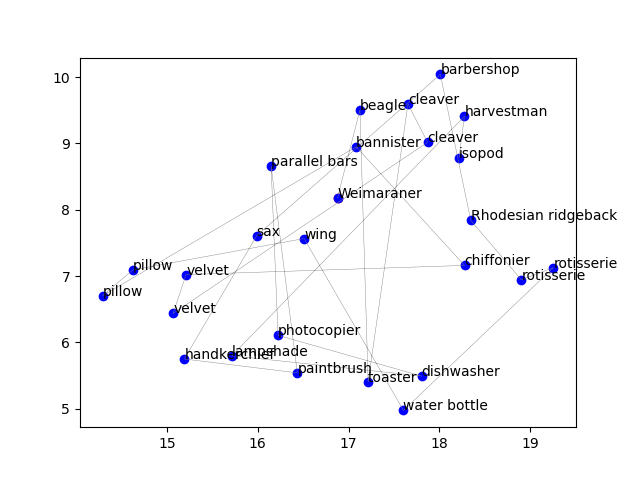 barbershop
10
beagle
cleaver
harvestman
9
bannister
cleaver
isopod
parallel bars
8
Weimaraner
Rhodesian ridgeback
sax
wing
7
pillow
velvet
chiffonier
rotisserie
rotisserie
pillow
velvet
6
photocopier
handkerchief
lampshade
paintbrush
toaster
dishwasher
5
water bottle
15 16 17 18 19